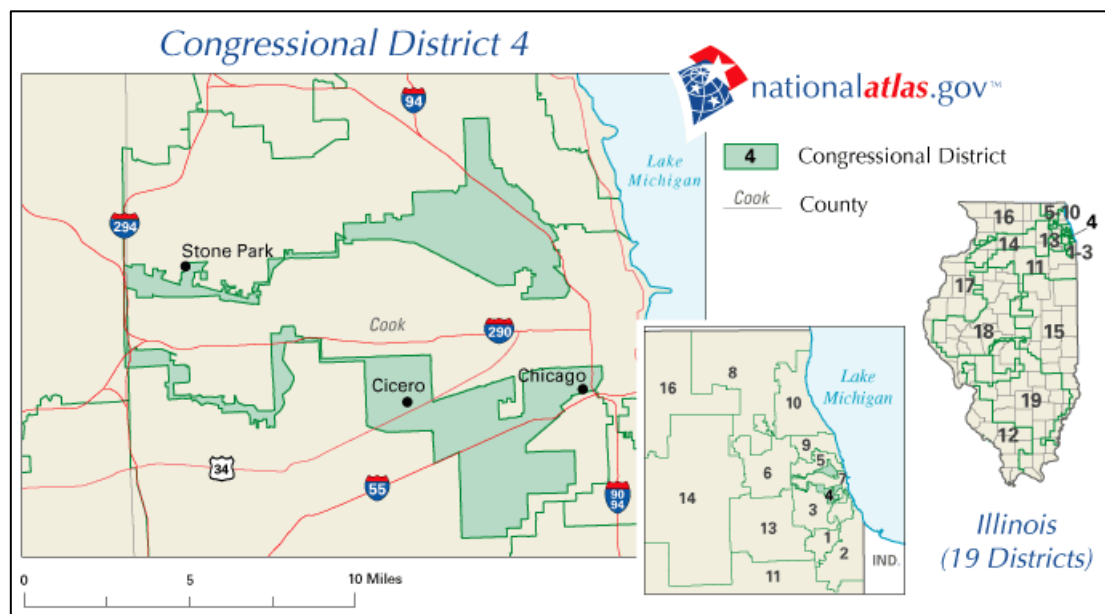 Congressional District 4
nationalatlas.gov™
4 Congressional District
Cook County
94
Lake
Michigan
294
Stone Park
Cook
290
Cicero
Chicago
34
55
90
94
0 5 10 Miles
16
8
Lake
Michigan
10
9
5
7
6
4
14
3
13
1
2
11
IND.
16
5
10
4
14
13
1-3
11
17
18
15
19
12
Illinois
(19 Districts)